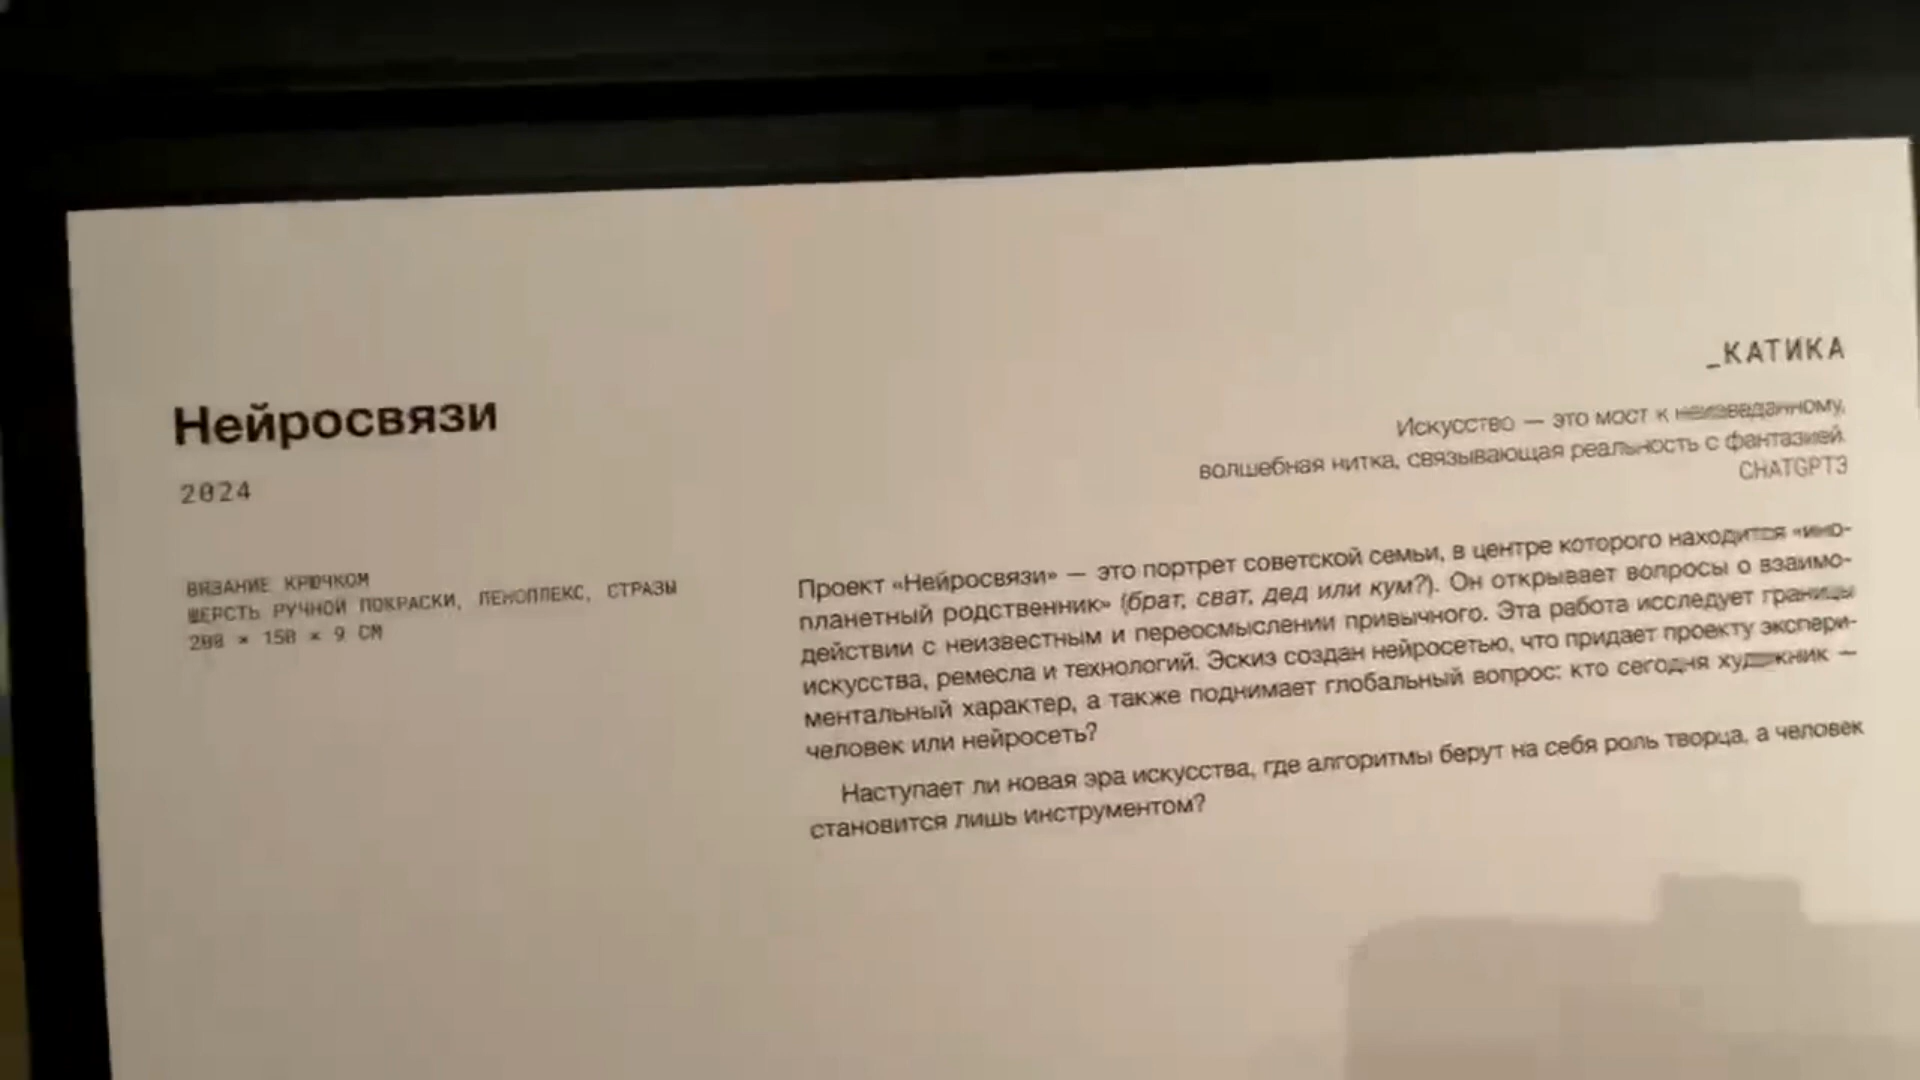 Нейросвязи
2024
ВЯЗАНИЕ КРЮЧКОМ
ШЕРСТЬ РУЧНОЙ ПОКРАСКИ, ПЕНОПЛЕКС, СТРАЗЫ
200 × 150 × 9 СМ
_КАТИКА
Искусство — это мост к неизведанному,
волшебная нитка, связывающая реальность с фантазией.
CHATGPT3
Проект «Нейросвязи» — это портрет советской семьи, в центре которого находится «ино-
планетный родственник» (брат, сват, дед или кум?). Он открывает вопросы о взаимо-
действии с неизвестным и переосмыслении привычного. Эта работа исследует границы
искусства, ремесла и технологий. Эскиз создан нейросетью, что придает проекту экспери-
ментальный характер, а также поднимает глобальный вопрос: кто сегодня художник —
человек или нейросеть?
Наступает ли новая эра искусства, где алгоритмы берут на себя роль творца, а человек
становится лишь инструментом?